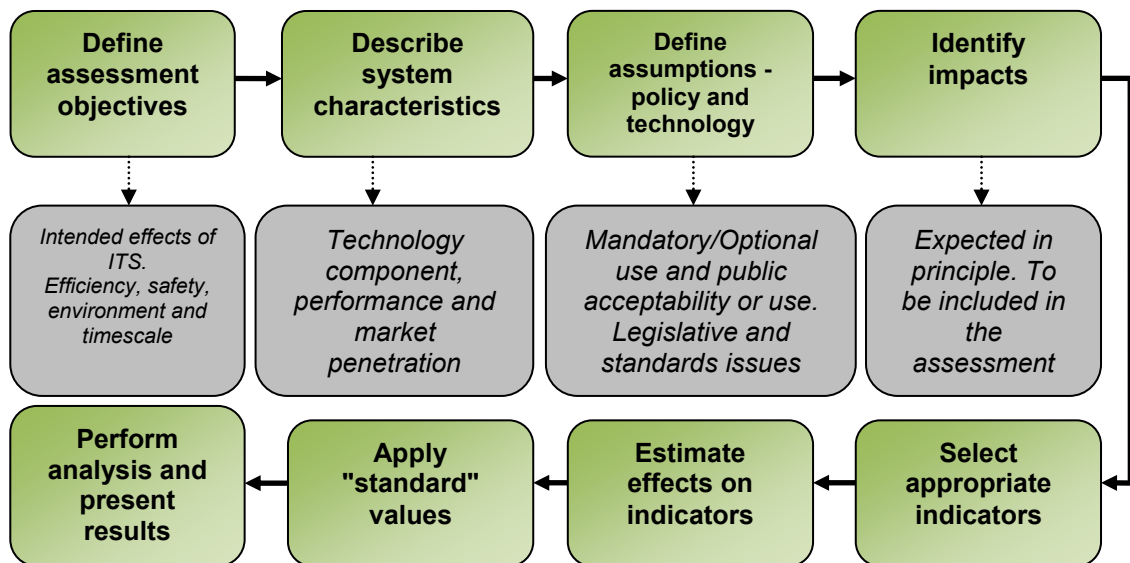 Define
assessment
objectives
Describe
system
characteristics
Define
assumptions -
policy and
technology
Identify
impacts
Intended effects of
ITS.
Efficiency, safety,
environment and
timescale
Technology
component,
performance and
market
penetration
Mandatory/Optional
use and public
acceptability or use.
Legislative and
standards issues
Expected in
principle. To
be included in
the
assessment
Perform
analysis and
present
results
Apply
"standard"
values
Estimate
effects on
indicators
Select
appropriate
indicators